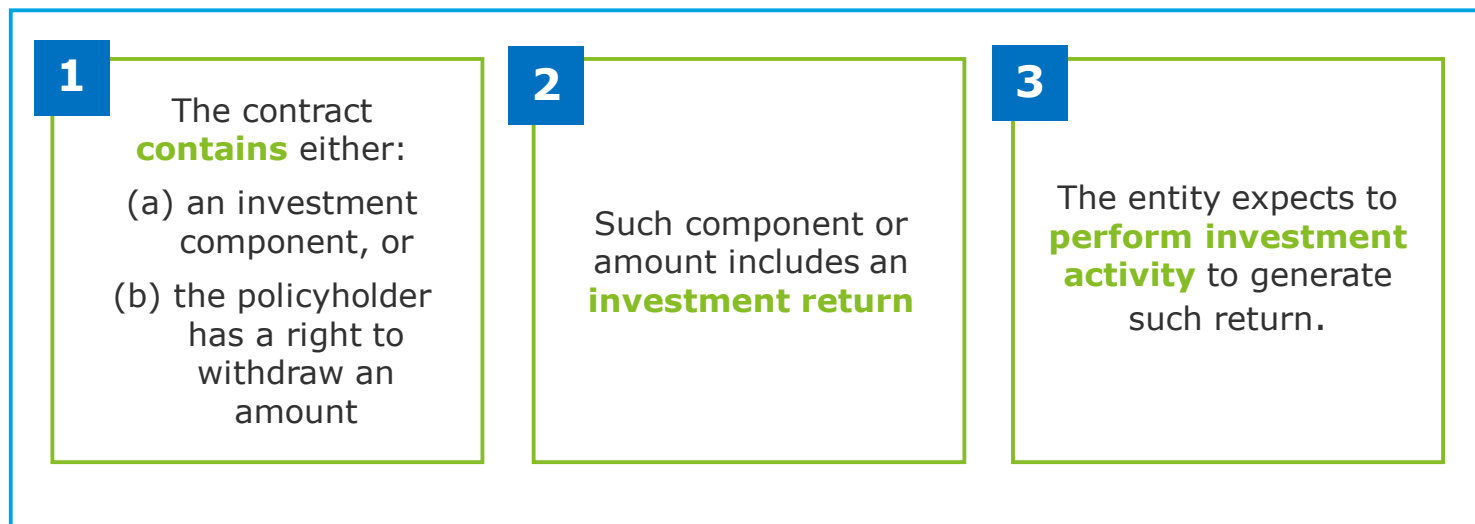 1
The contract
contains either:
(a) an investment
component, or
(b) the policyholder
has a right to
withdraw an
amount
2
Such component or
amount includes an
investment return
3
The entity expects to
perform investment
activity to generate
such return.